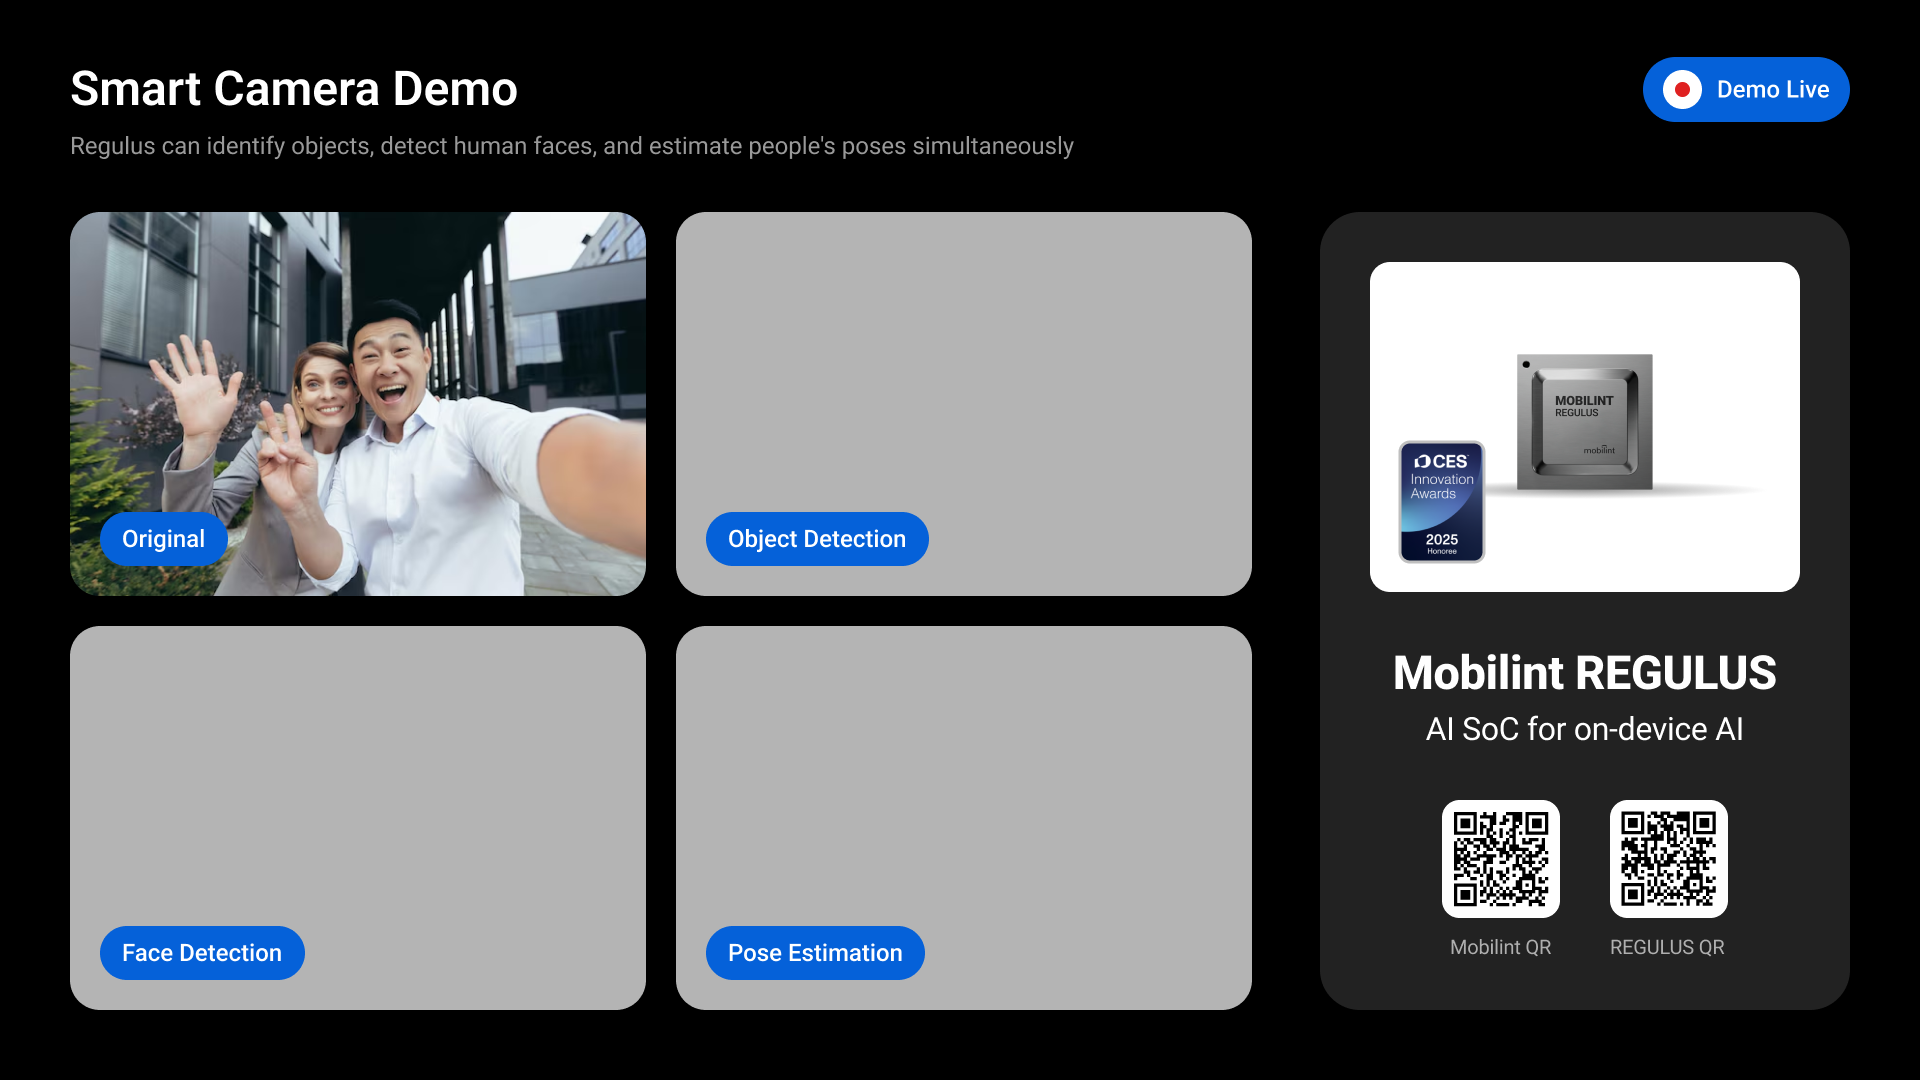 Smart Camera Demo
Demo Live
Regulus can identify objects, detect human faces, and estimate people's poses simultaneously
Original
Object Detection
Face Detection
Pose Estimation
MOBILINT
REGULUS
mobilint
CES
Innovation
Awards
2025
Honoree
Mobilint REGULUS
AI SoC for on-device AI
Mobilint QR
REGULUS QR